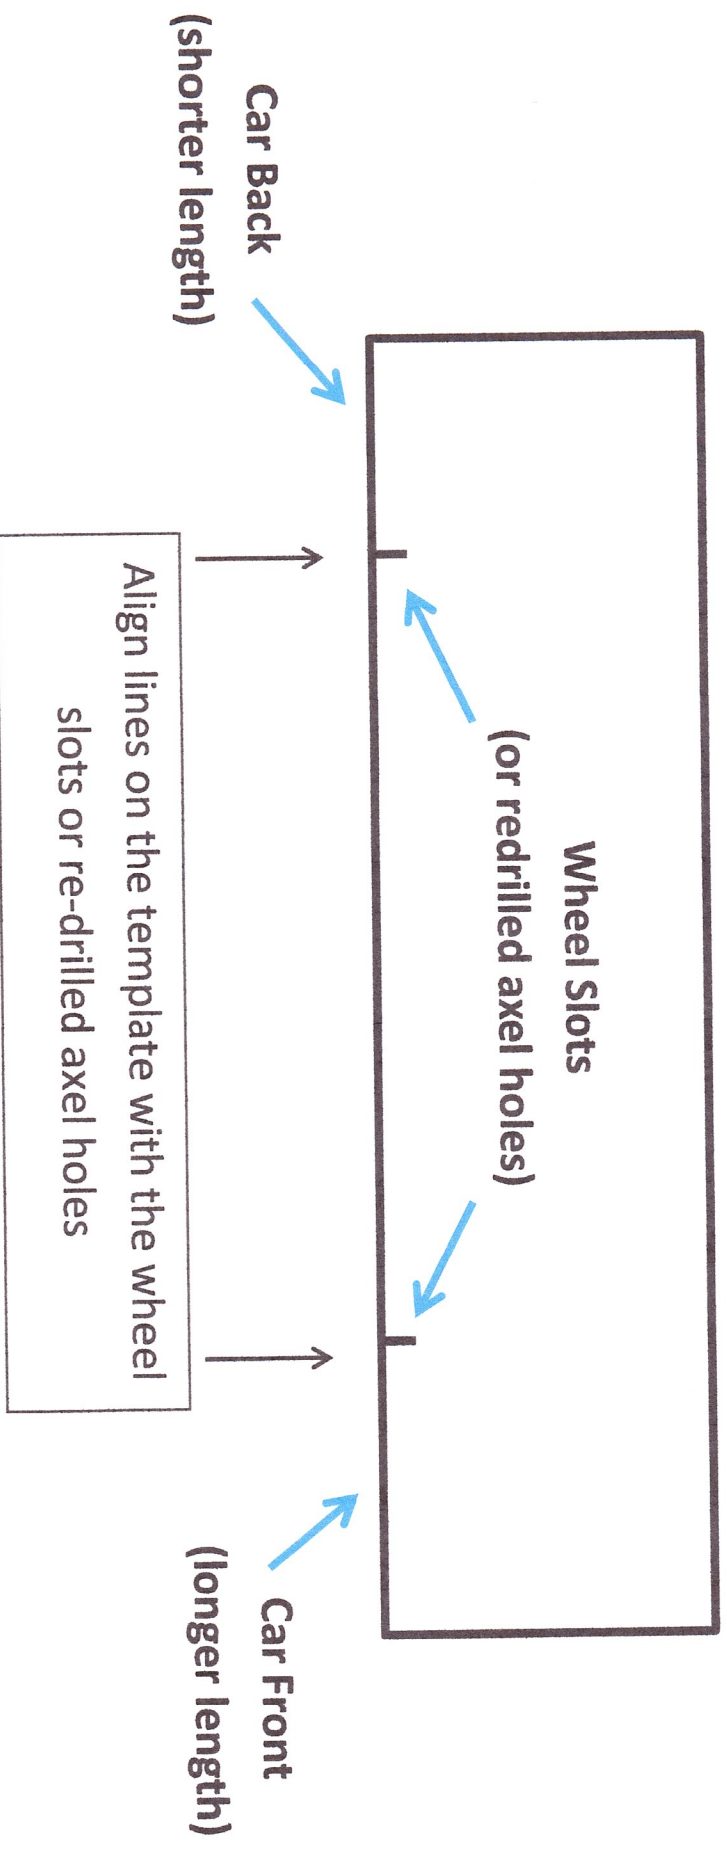 Wheel Slots
(or redrilled axel holes)
Car Back
(shorter length)
Car Front
(longer length)
Align lines on the template with the wheel
slots or re-drilled axel holes